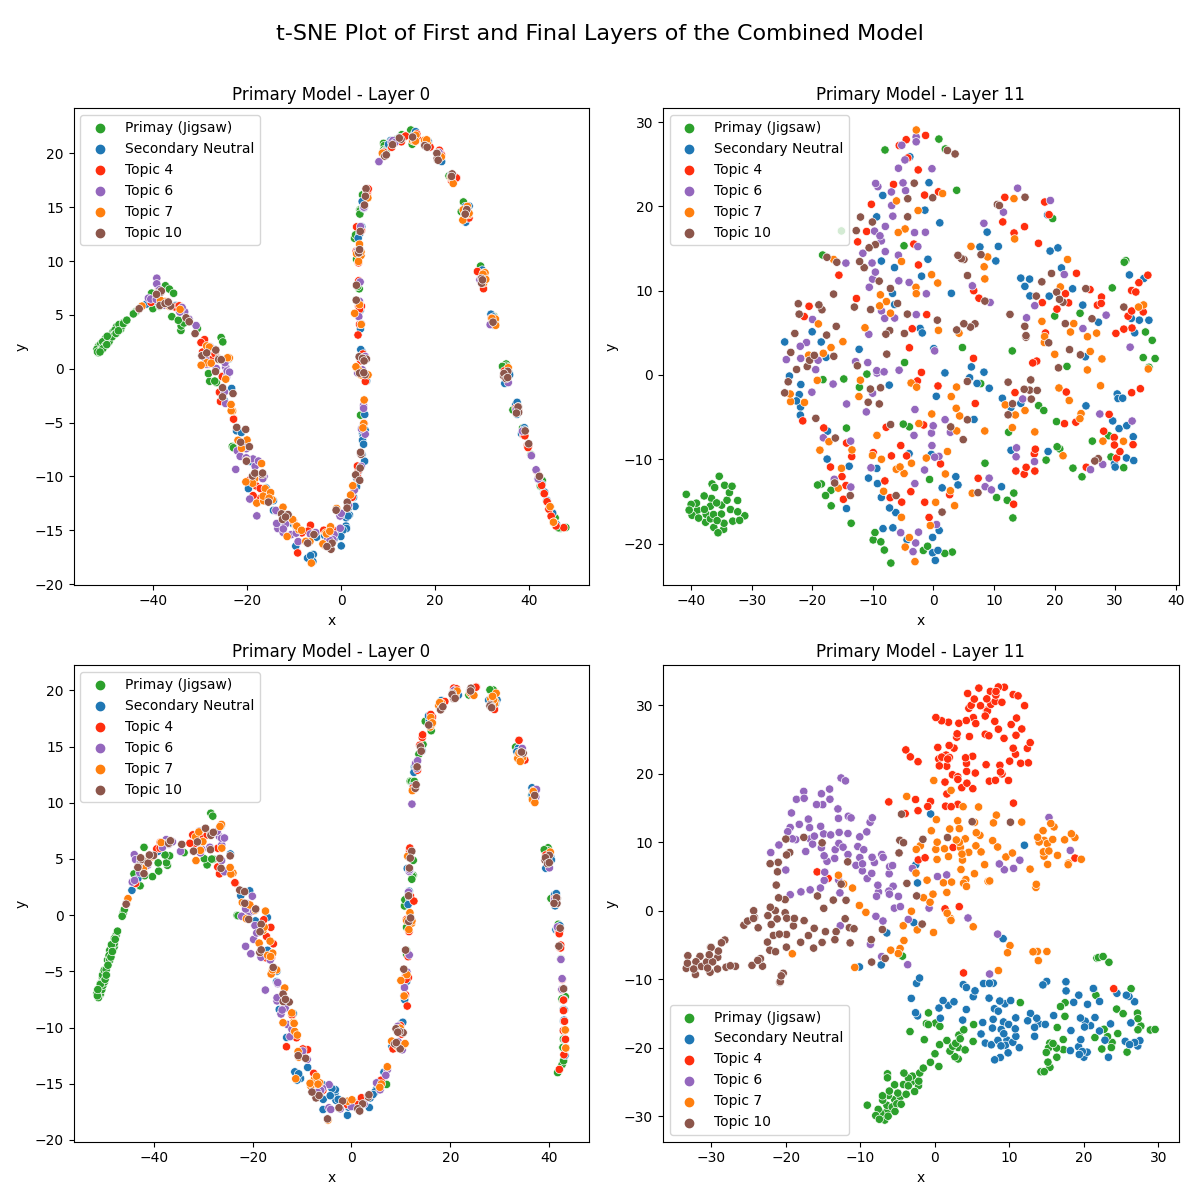 t-SNE Plot of First and Final Layers of the Combined Model
Primary Model - Layer 0
Primay (Jigsaw)
Secondary Neutral
Topic 4
Topic 6
Topic 7
Topic 10
20
15
10
5
0
−5
−10
−15
−20
y
−40
−20
0
20
40
x
Primary Model - Layer 11
Primay (Jigsaw)
Secondary Neutral
Topic 4
Topic 6
Topic 7
Topic 10
30
20
10
0
−10
−20
y
−40
−30
−20
−10
0
10
20
30
40
x
Primary Model - Layer 0
Primay (Jigsaw)
Secondary Neutral
Topic 4
Topic 6
Topic 7
Topic 10
20
15
10
5
0
−5
−10
−15
−20
y
−40
−20
0
20
40
x
Primary Model - Layer 11
30
20
10
0
−10
−20
−30
y
Primay (Jigsaw)
Secondary Neutral
Topic 4
Topic 6
Topic 7
Topic 10
−30
−20
−10
0
10
20
30
x